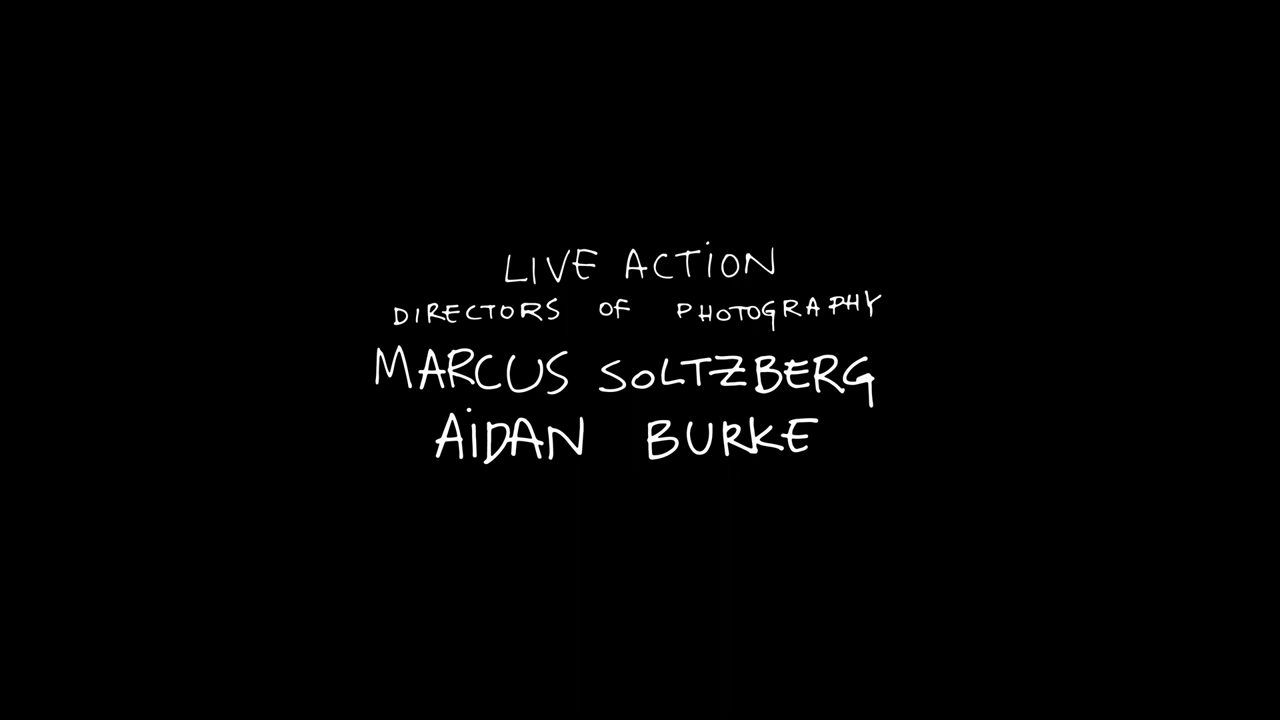 LIVE ACTION
DIRECTORS OF PHOTOGRAPHY
MARCUS SOLTZBERG
AiDAN BURKE